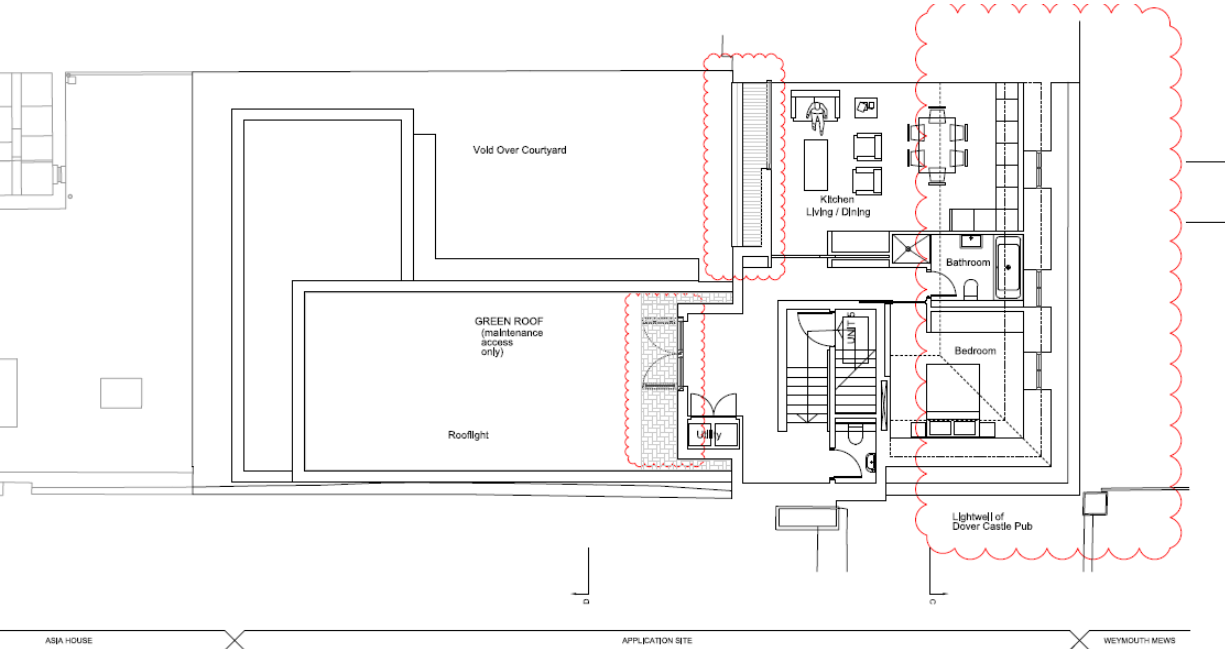 Void Over Courtyard
Kitchen
Living / Dining
Bathroom
GREEN ROOF
(maintenance
access
only)
UNIT 5
Bedroom
Rooflight
Utility
Lightwell of
Dover Castle Pub
ASIA HOUSE
APPLICATION SITE
WEYMOUTH MEWS